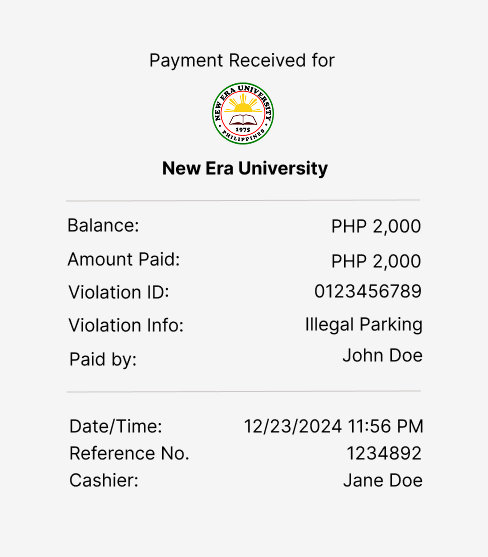 Payment Received for
NEW ERA UNIVERSITY
1975
PHILIPPINES
New Era University
Balance: PHP 2,000
Amount Paid: PHP 2,000
Violation ID: 0123456789
Violation Info: Illegal Parking
Paid by: John Doe
Date/Time: 12/23/2024 11:56 PM
Reference No. 1234892
Cashier: Jane Doe